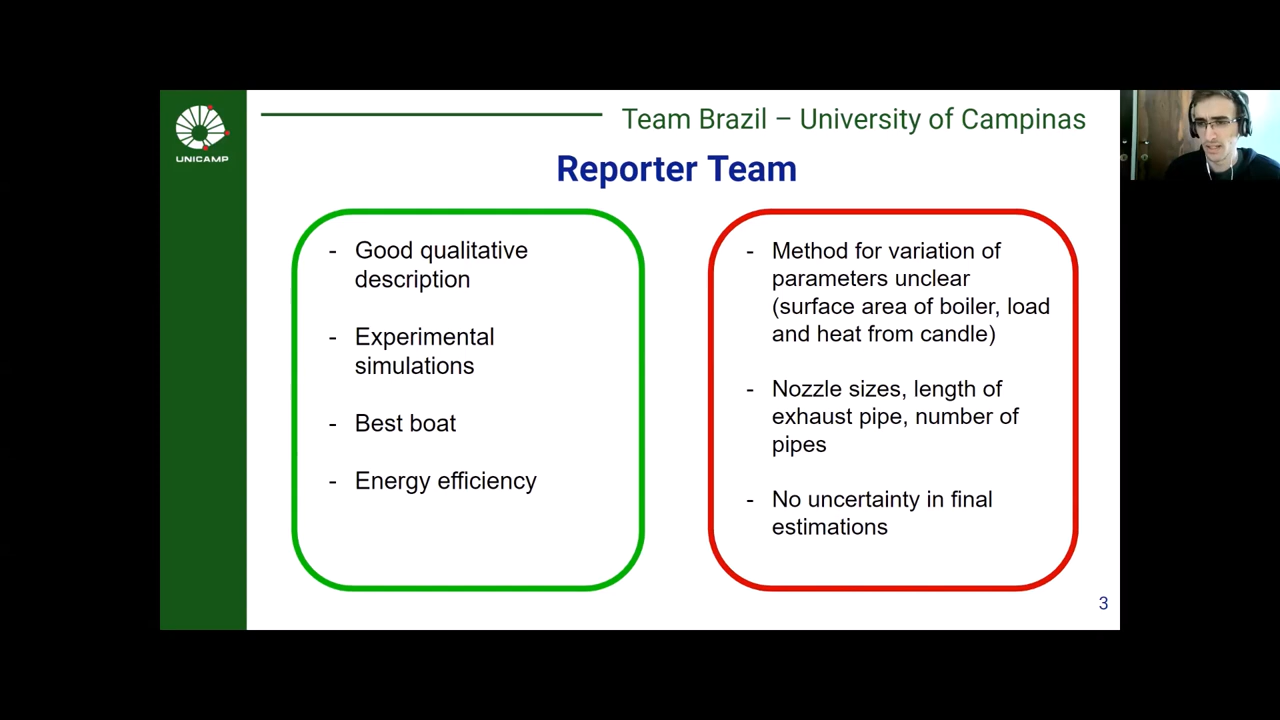 UNICAMP
Team Brazil – University of Campinas
Reporter Team
- Good qualitative
description
- Experimental
simulations
- Best boat
- Energy efficiency
- Method for variation of
parameters unclear
(surface area of boiler, load
and heat from candle)
- Nozzle sizes, length of
exhaust pipe, number of
pipes
- No uncertainty in final
estimations
3